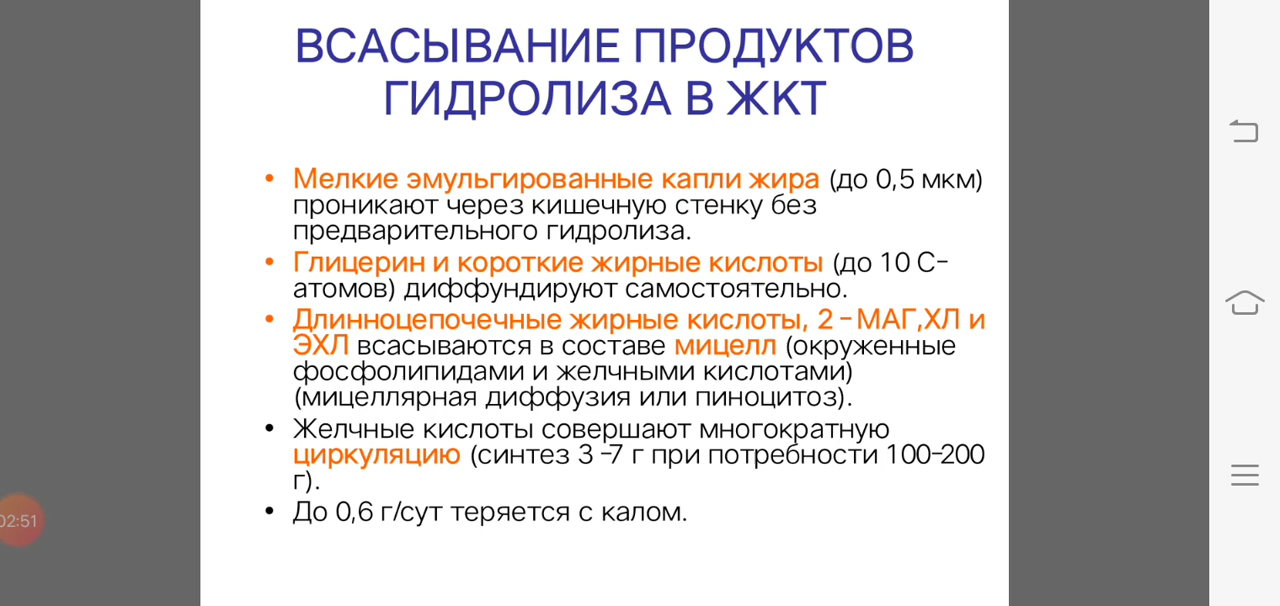 ВСАСЫВАНИЕ ПРОДУКТОВ
ГИДРОЛИЗА В ЖКТ
• Мелкие эмульгированные капли жира (до 0,5 мкм)
проникают через кишечную стенку без
предварительного гидролиза.
• Глицерин и короткие жирные кислоты (до 10 С-
атомов) диффундируют самостоятельно.
• Длинноцепочечные жирные кислоты, 2 - МАГ,ХЛ и
ЭХЛ всасываются в составе мицелл (окруженные
фосфолипидами и желчными кислотами)
(мицеллярная диффузия или пиноцитоз).
• Желчные кислоты совершают многократную
циркуляцию (синтез 3 -7 г при потребности 100-200
г).
• До 0,6 г/сут теряется с калом.
02:51